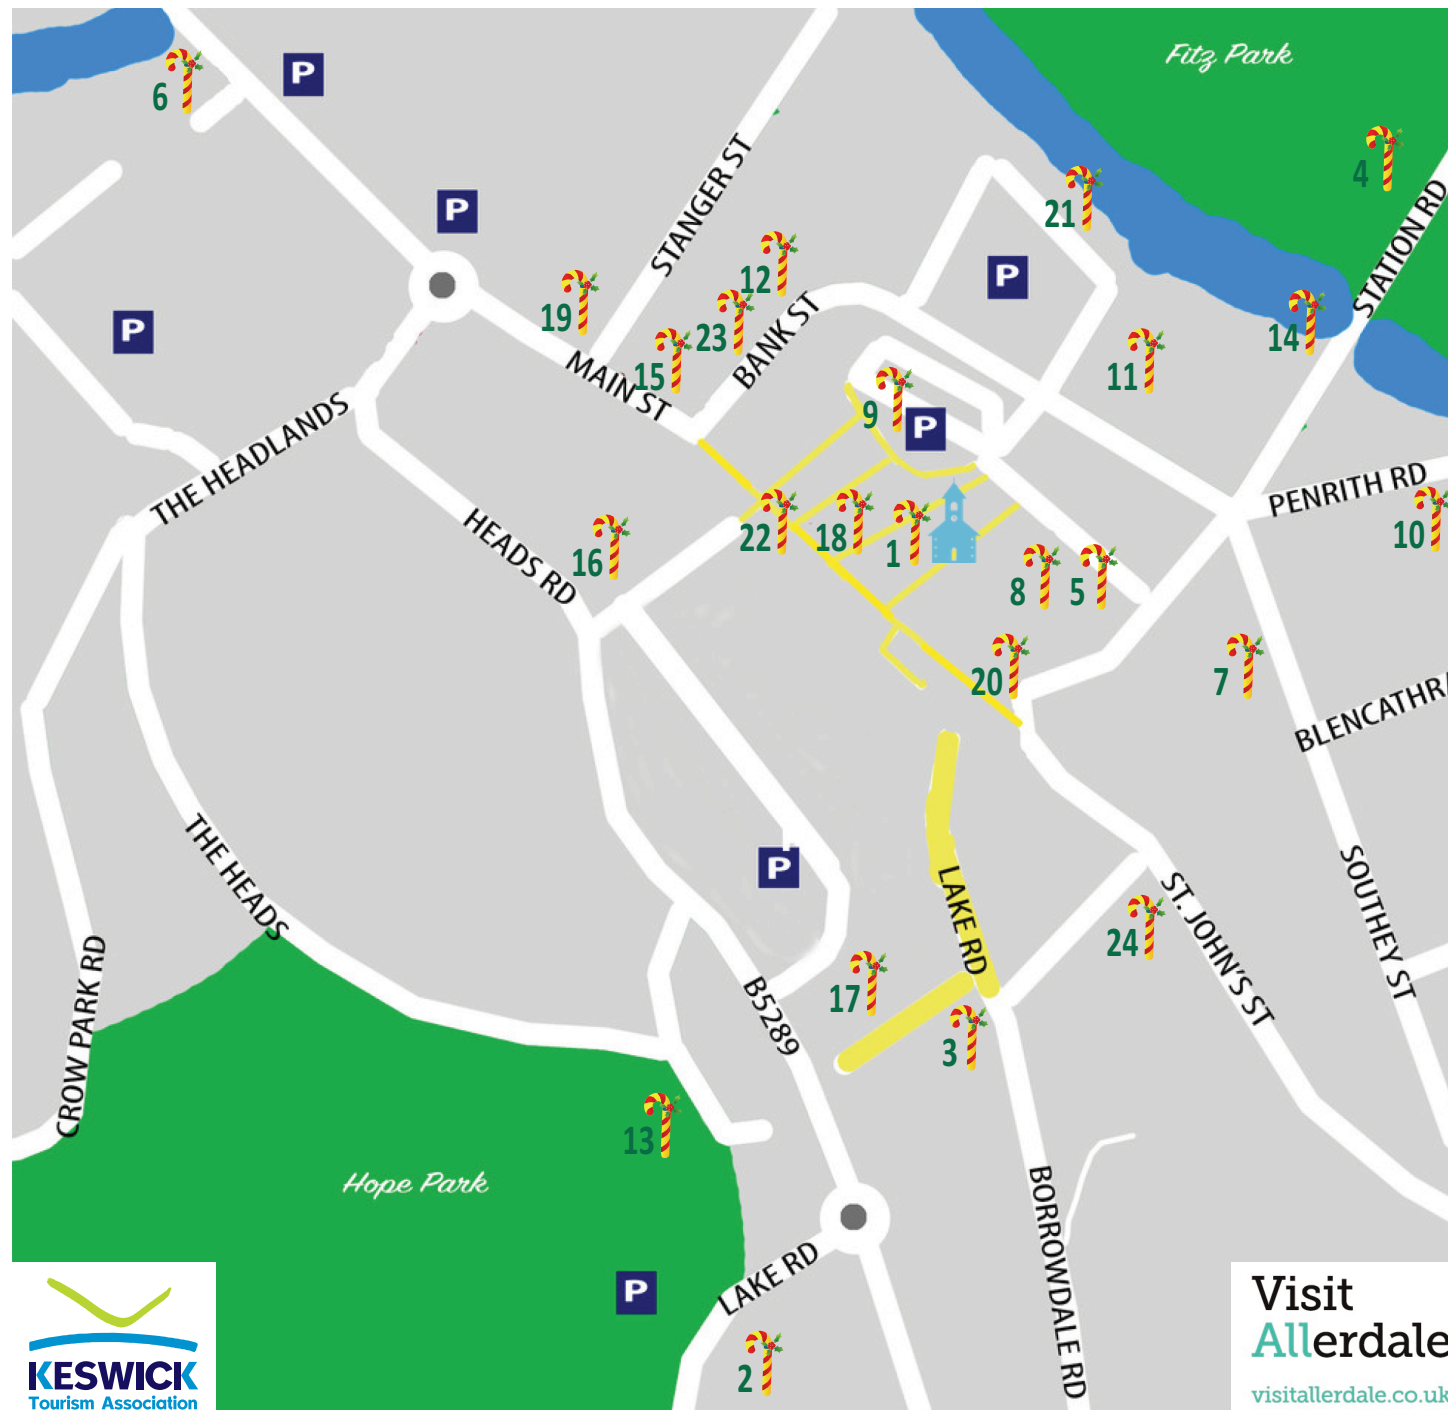 Fitz Park
P
6
4
STATION RD
STANGER ST
P
21
12
P
19
23
14
P
BANK ST
15
MAIN ST
11
9
P
THE HEADLANDS
PENRITH RD
HEADS RD
16
22
18
1
10
8
5
20
7
BLENCATHRA
THE HEADS
P
LAKE RD
SOUTHEY ST
ST. JOHN'S ST
24
CROW PARK RD
17
B5289
3
13
Hope Park
BORROWDALE RD
P
LAKE RD
2
KESWICK
Tourism Association
Visit
Allerdale
visitallerdale.co.uk